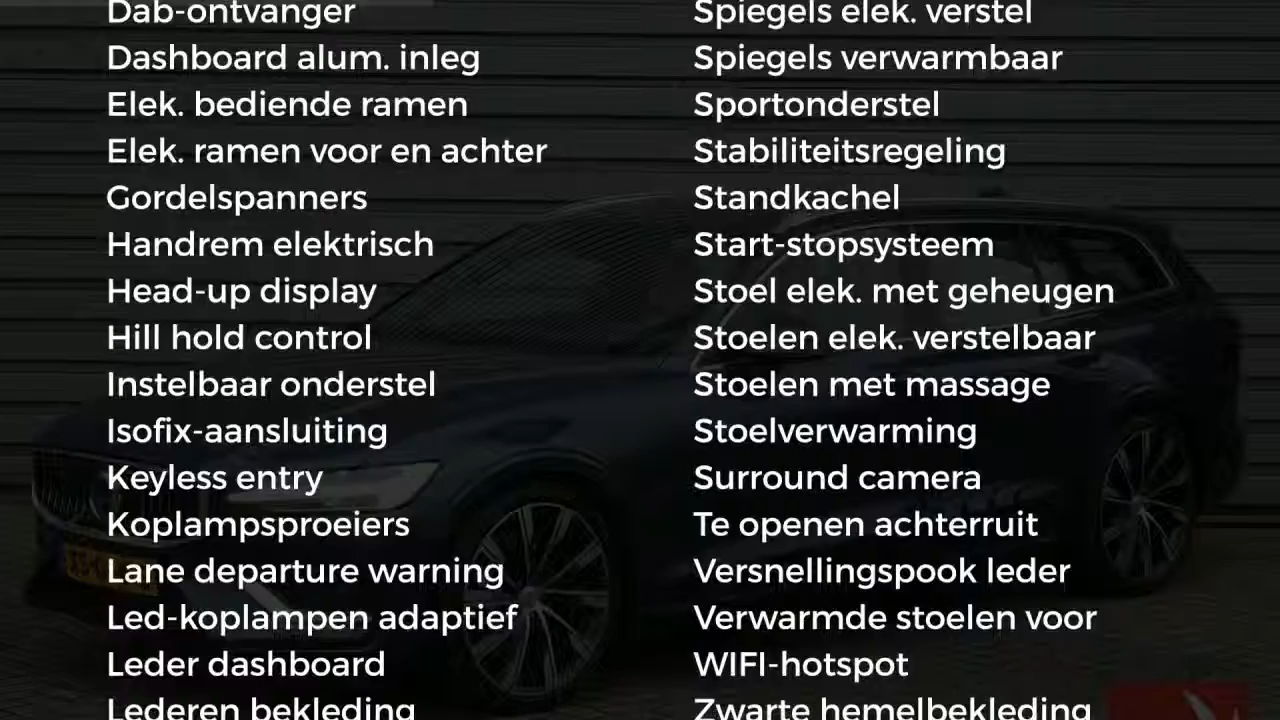 Dab-ontvanger
Dashboard alum. inleg
Elek. bediende ramen
Elek. ramen voor en achter
Gordelspanners
Handrem elektrisch
Head-up display
Hill hold control
Instelbaar onderstel
Isofix-aansluiting
Keyless entry
Koplampsproeiers
Lane departure warning
Led-koplampen adaptief
Leder dashboard
Lederen bekleding
Spiegels elek. verstel
Spiegels verwarmbaar
Sportonderstel
Stabiliteitsregeling
Standkachel
Start-stopsysteem
Stoel elek. met geheugen
Stoelen elek. verstelbaar
Stoelen met massage
Stoelverwarming
Surround camera
Te openen achterruit
Versnellingspook leder
Verwarmde stoelen voor
WIFI-hotspot
Zwarte hemelbekleding